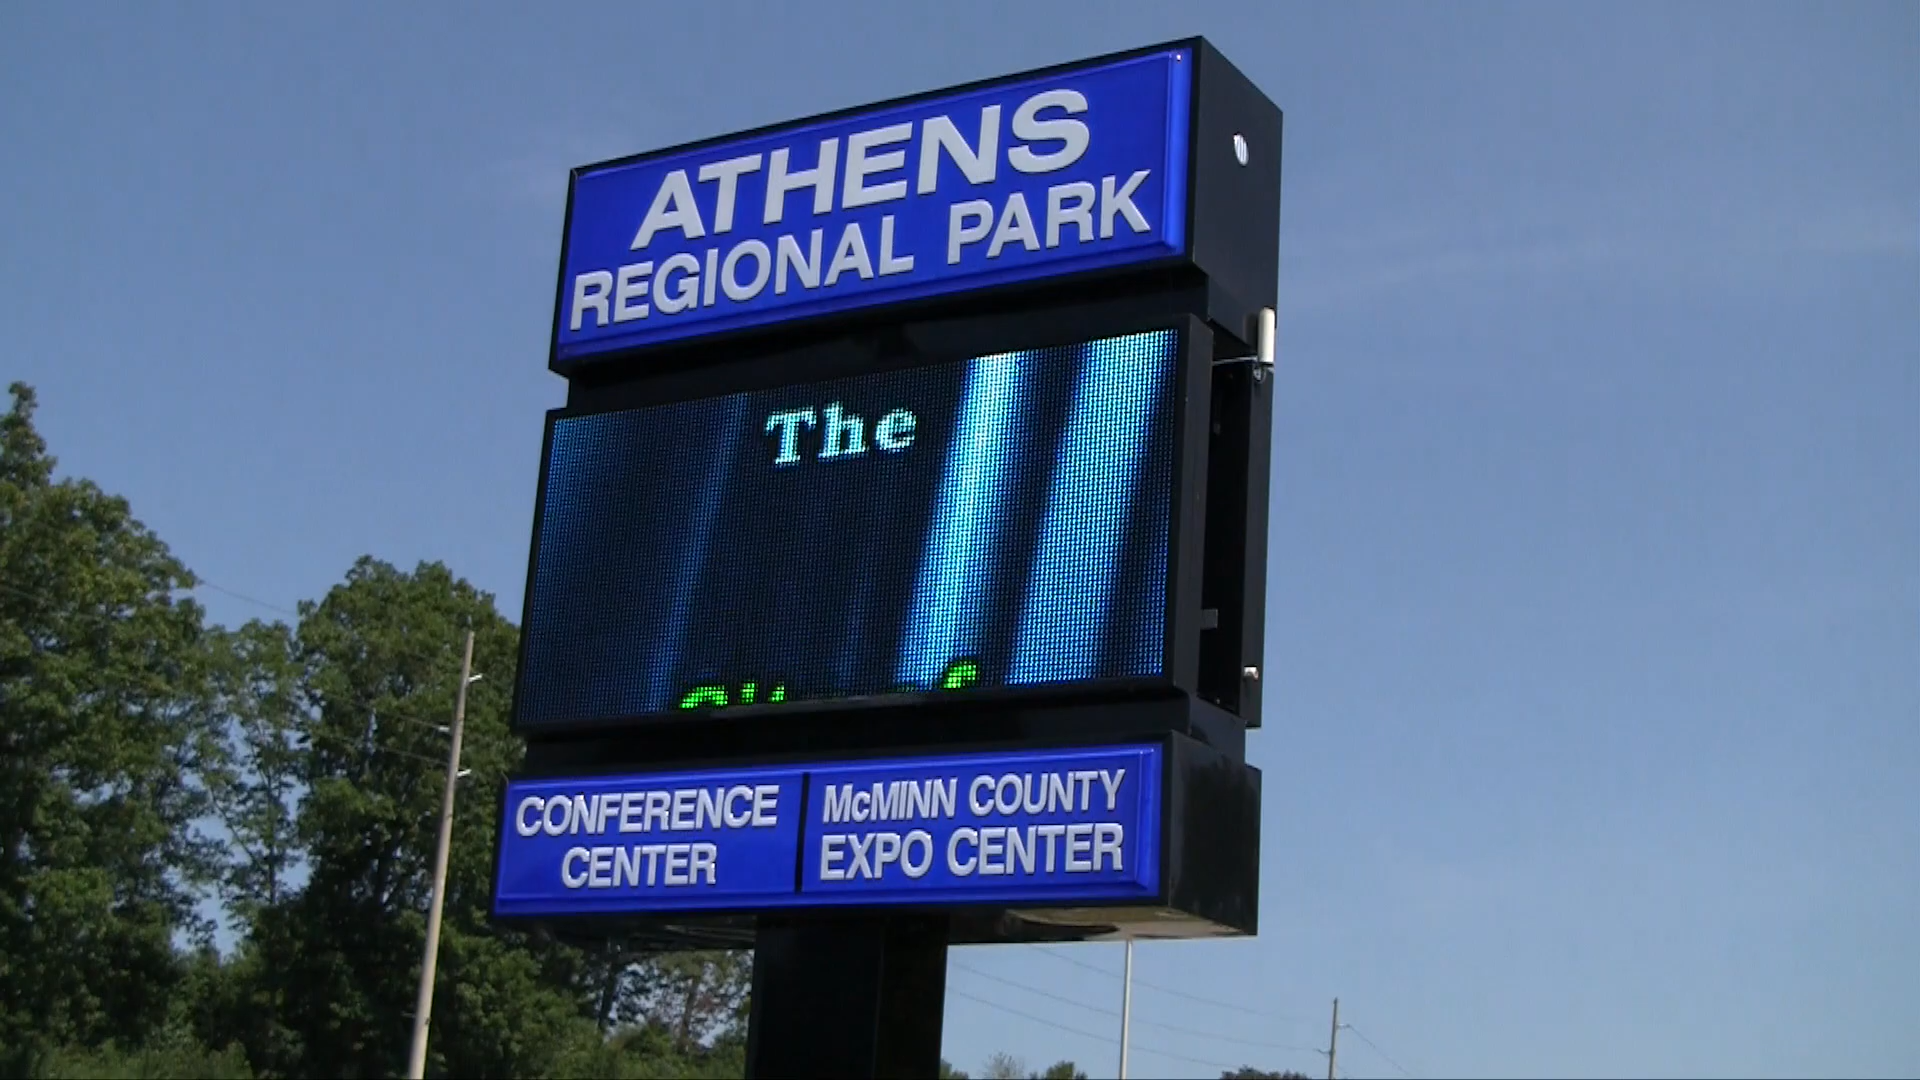 ATHENS
REGIONAL PARK
The
CONFERENCE
CENTER
McMINN COUNTY
EXPO CENTER